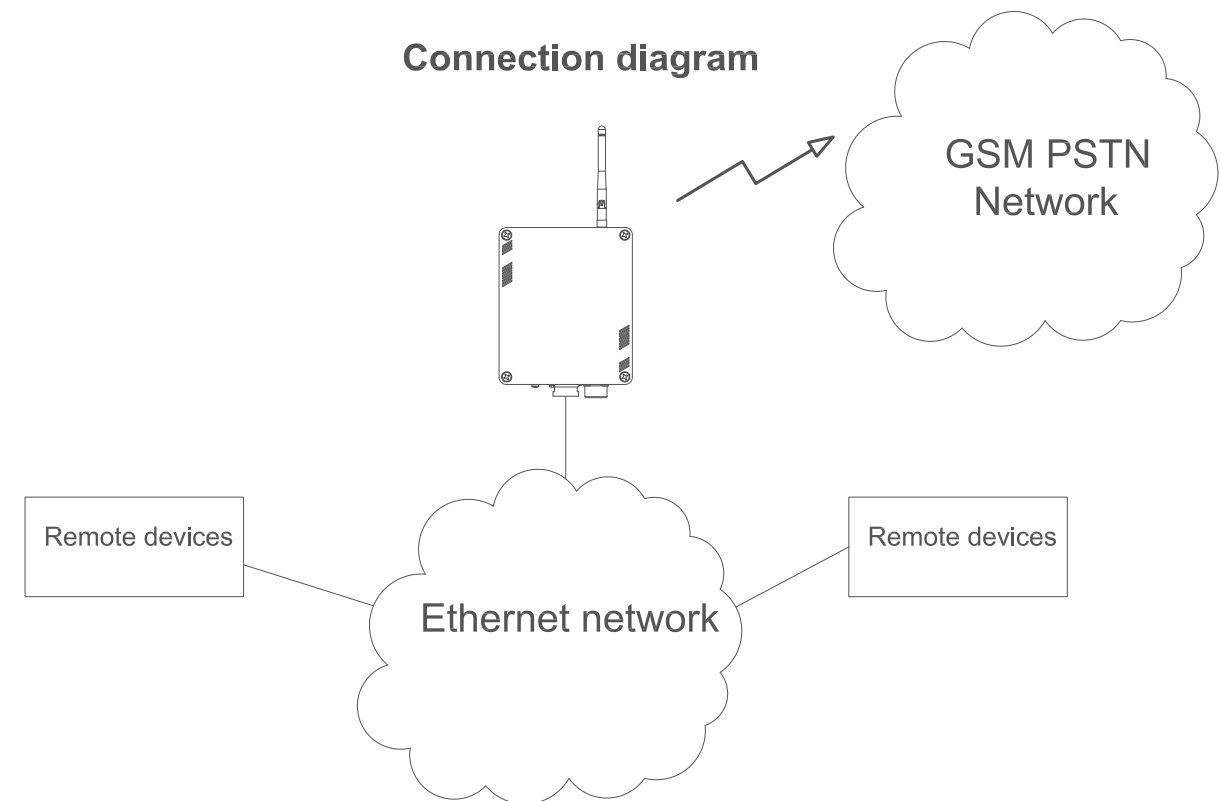 Connection diagram
GSM PSTN
Network
Remote devices
Remote devices
Ethernet network